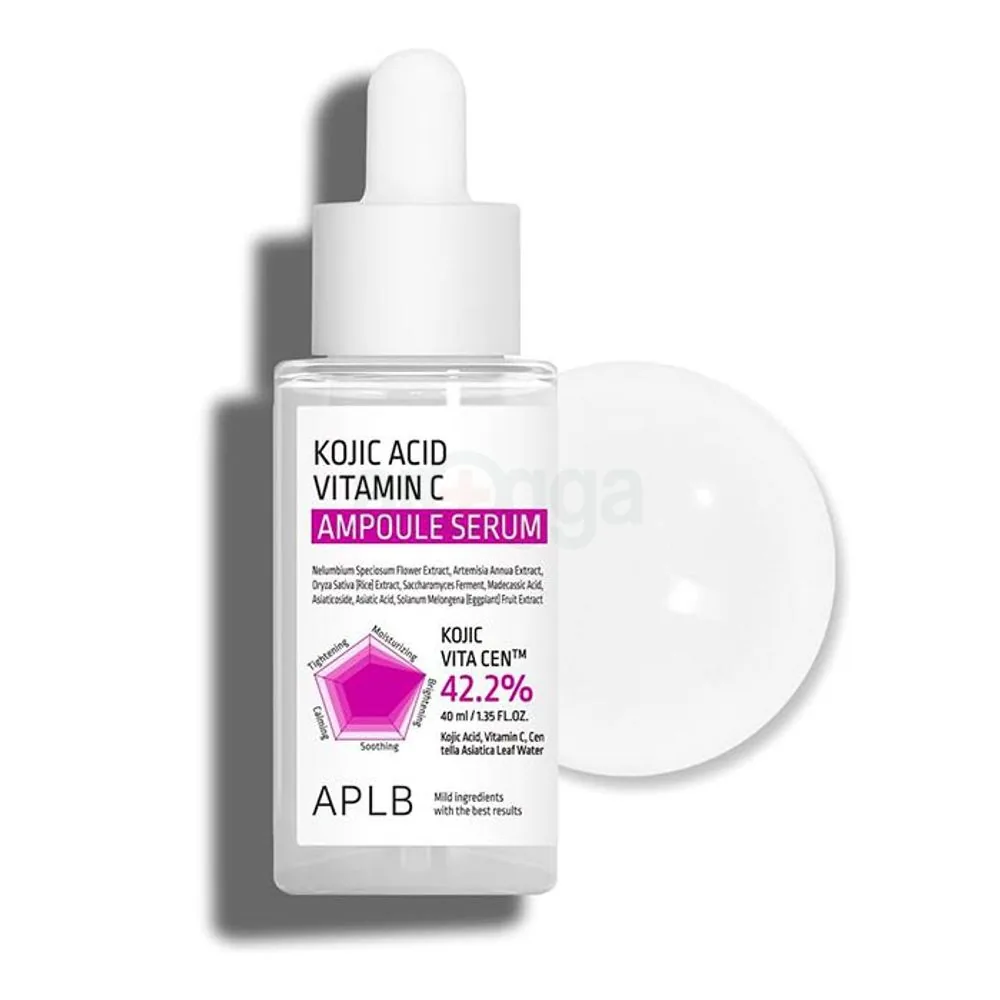 KOJIC ACID
VITAMIN C
AMPOULE SERUM
Nelumbium Speciosum Flower Extract, Artemisia Annua Extract,
Oryza Sativa (Rice) Extract, Saccharomyces Ferment, Madecassic Acid,
Asiaticoside, Asiatic Acid, Solanum Melongena (Eggplant) Fruit Extract
Tightening
Moisturizing
Brightening
Calming
Soothing
KOJIC
VITA CEN™
42.2%
40 ml / 1.35 FL.OZ.
Kojic Acid, Vitamin C, Cen
tella Asiatica Leaf Water
APLB
Mild ingredients
with the best results